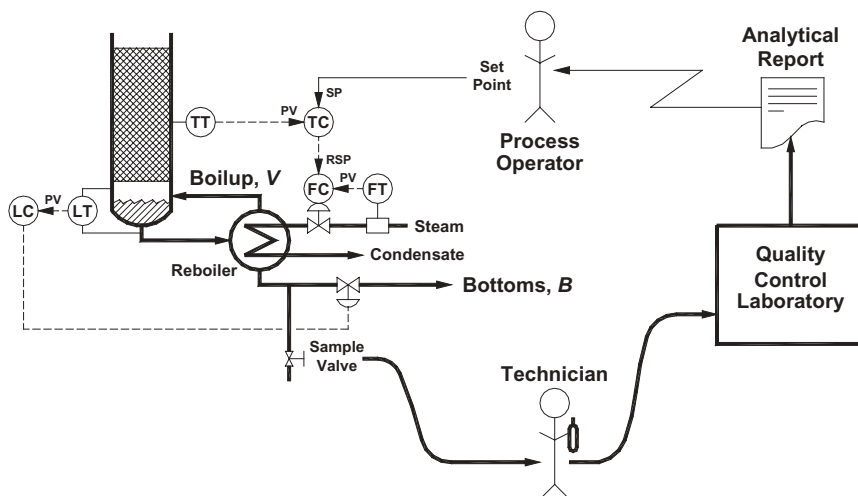 Analytical
Report
Set
Point
SP
PV
TT
TC
Process
Operator
RSP
PV
Boilup, V
FC
FT
PV
LC
LT
Steam
Quality
Control
Laboratory
Reboiler
Condensate
Bottoms, B
Sample
Valve
Technician